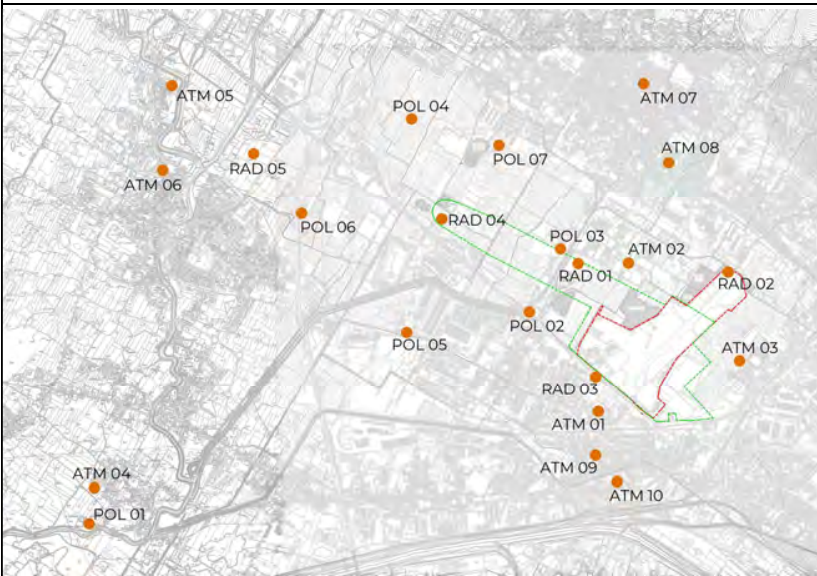 ATM 05
ATM 07
POL 04
POL 07
ATM 08
RAD 05
ATM 06
POL 06
RAD 04
POL 03
ATM 02
RAD 01
RAD 02
POL 02
POL 05
ATM 03
RAD 03
ATM 01
ATM 09
ATM 04
ATM 10
POL 01